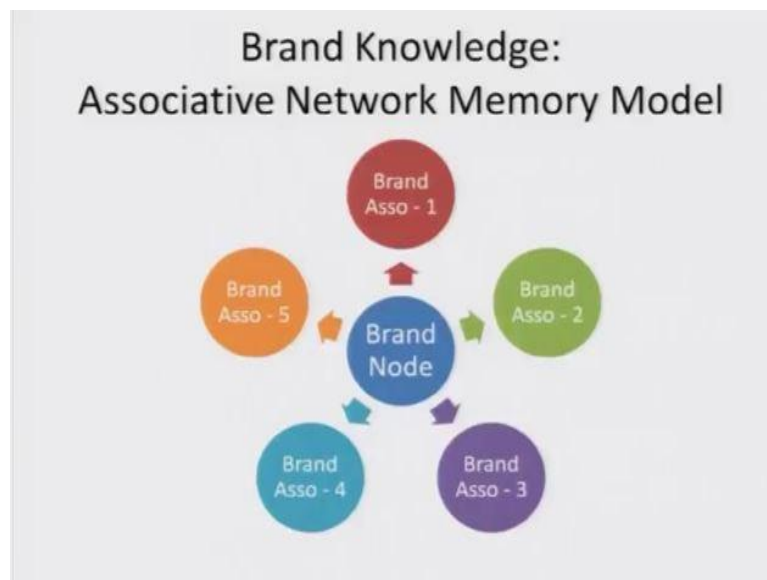 Brand Knowledge:
Associative Network Memory Model
Brand
Asso - 1
Brand
Asso - 5
Brand
Asso - 2
Brand
Node
Brand
Asso - 4
Brand
Asso - 3